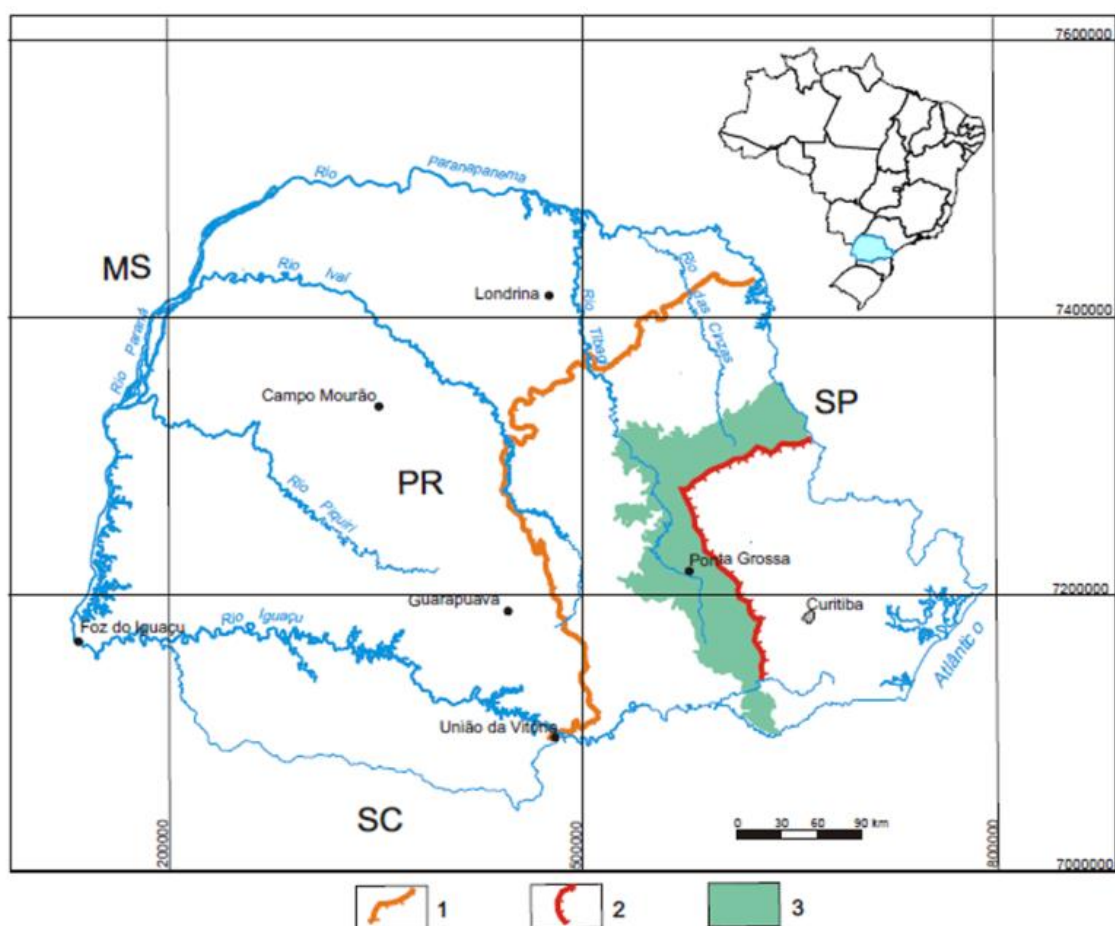 7600000
Rio Paranapanema
MS
Rio Ivaí
Londrina
Rio Tibagi
Rio das Cinzas
7400000
Rio Paraná
Campo Mourão
SP
PR
Rio Piquiri
Ponta Grossa
Guarapuava
Curitiba
7200000
Foz do Iguaçu
Rio Iguaçu
Atlântico
União da Vitória
SC
0 30 60 90 km
200000
500000
800000
7000000
1
2
3